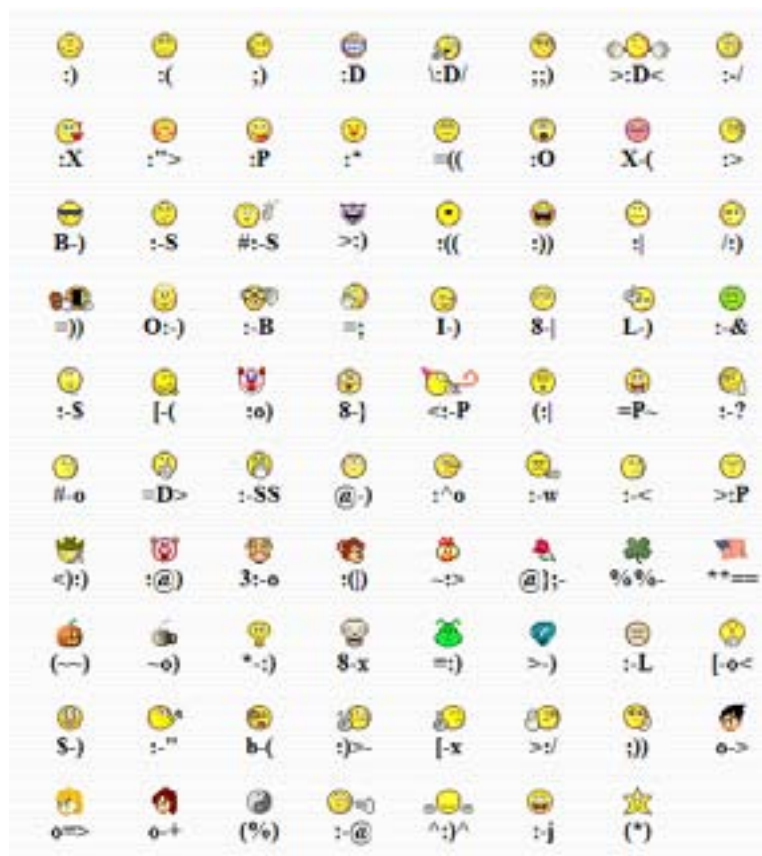 :) :( ;) :D \:D/ ;;) >:D< :-/
:X :"> :P :* =(( :O X-( :>
B-) :-S #:-S >:) :(( :)) :| /:)
=)) O:-) :-B =; I-) 8-| L-) :-&
:-$ [-( :o) 8-} <:-P (:| =P~ :-?
#-o =D> :-SS @-) :^o :-w :-< >:P
<):) :@) 3:-o :(|) ~:> @};- %%- **==
(~~) ~o) *-:) 8-x =:) >-) :-L [-o<
$-) :-" b-( :)>- [-x >:/ ;)) o->
o=> o-+ (%) :-@ ^:)^ :-j (*)